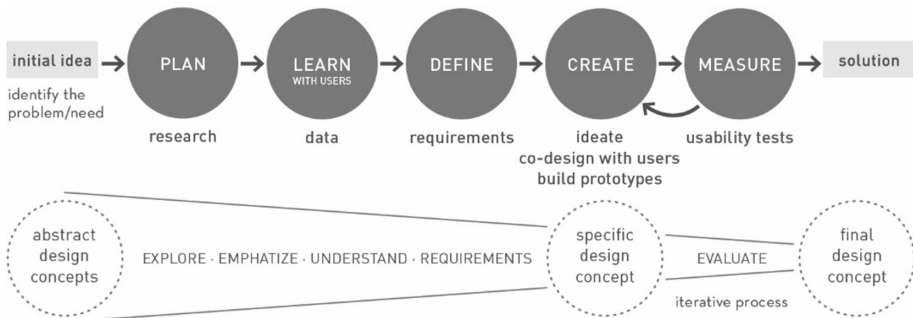 initial idea
PLAN
LEARN
WITH USERS
DEFINE
CREATE
MEASURE
solution
identify the
problem/need
research
data
requirements
ideate
co-design with users
build prototypes
usability tests
abstract
design
concepts
EXPLORE · EMPHATIZE · UNDERSTAND · REQUIREMENTS
specific
design
concept
EVALUATE
iterative process
final
design
concept